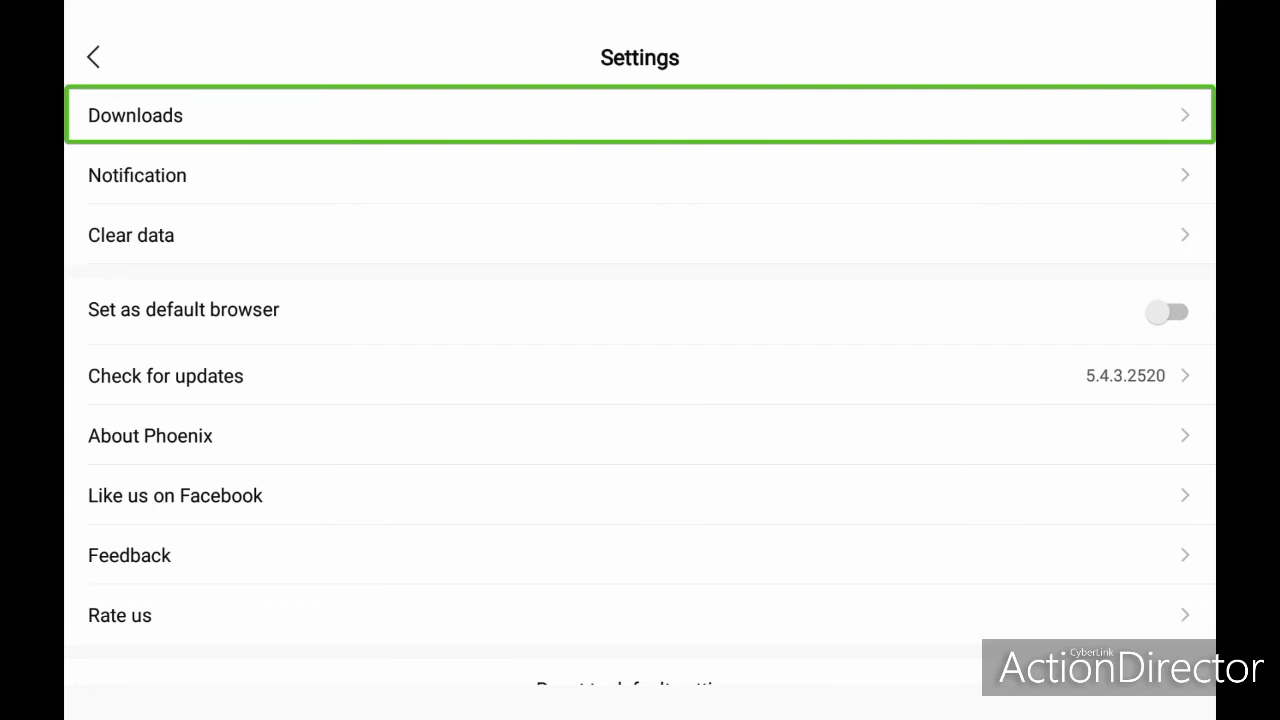 Settings
Downloads
Notification
Clear data
Set as default browser
Check for updates 5.4.3.2520
About Phoenix
Like us on Facebook
Feedback
Rate us
CyberLink
ActionDirector